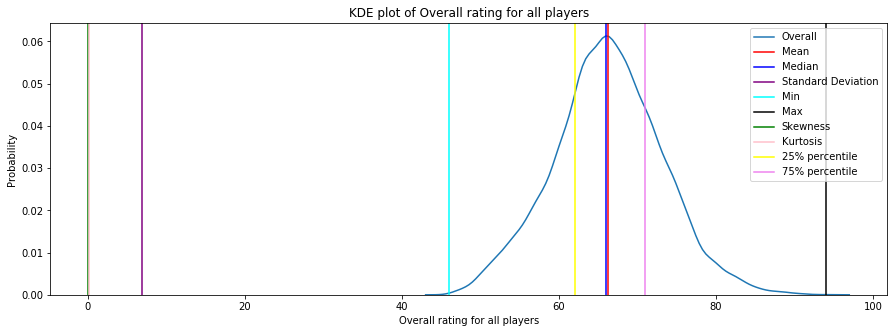 KDE plot of Overall rating for all players
Probability
0.06
0.05
0.04
0.03
0.02
0.01
0.00
Overall
Mean
Median
Standard Deviation
Min
Max
Skewness
Kurtosis
25% percentile
75% percentile
0 20 40 60 80 100
Overall rating for all players